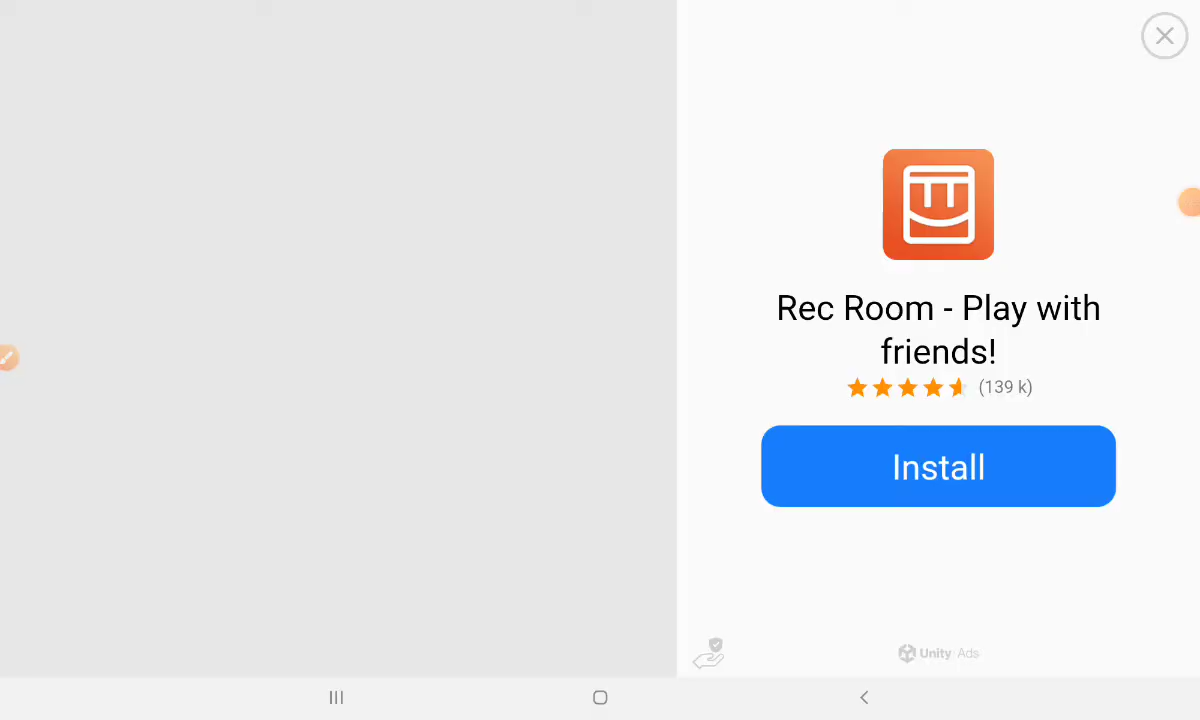 Rec Room - Play with
friends!
(139 k)
Install
Unity Ads